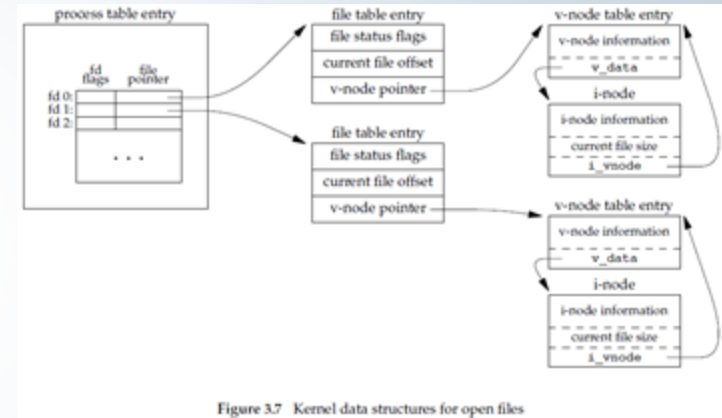 process table entry
fd flags
file pointer
fd 0:
fd 1:
fd 2:
. . .
file table entry
file status flags
current file offset
v-node pointer
file table entry
file status flags
current file offset
v-node pointer
v-node table entry
v-node information
v_data
i-node
i-node information
current file size
i_vnode
v-node table entry
v-node information
v_data
i-node
i-node information
current file size
i_vnode
Figure 3.7 Kernel data structures for open files